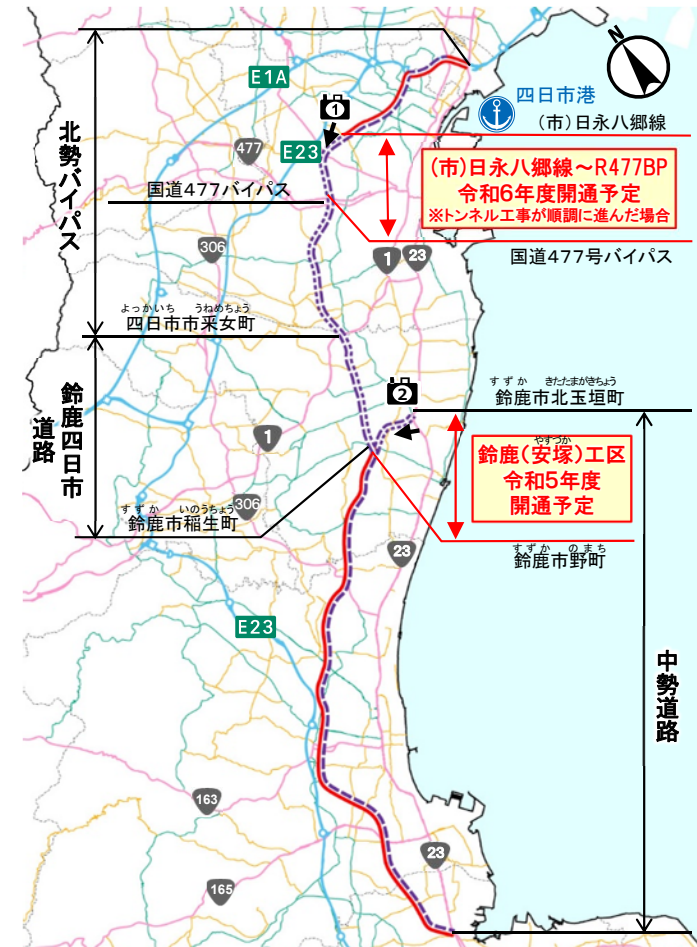 N
E1A
1
四日市港
(市)日永八郷線
477
E23
北勢バイパス
(市)日永八郷線～R477BP
令和6年度開通予定
※トンネル工事が順調に進んだ場合
国道477バイパス
306
1
23
国道477号バイパス
よっかいち うねめちょう
四日市市采女町
2
すずか きたたまがきちょう
鈴鹿市北玉垣町
鈴鹿四日市
道路
1
やすづか
鈴鹿(安塚)工区
令和5年度
開通予定
306
すずか いのうちょう
鈴鹿市稲生町
23
すずか のまち
鈴鹿市野町
E23
中勢道路
163
23
165